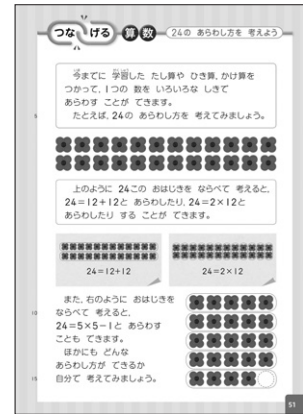 つなげる 算数 24の あらわし方を 考えよう
今までに 学習した たし算や ひき算、かけ算を
つかって、1つの 数を いろいろな しきで
あらわす ことが できます。
たとえば、24の あらわし方を 考えてみましょう。
5
上のように 24この おはじきを ならべて 考えると、
24=12+12と あらわしたり、24=2×12と
あらわしたり する ことが できます。
24=12+12
24=2×12
また、右のように おはじきを
10
ならべて 考えると、
24=5×5-1と あらわす
ことも できます。
ほかにも どんな
あらわし方が できるか
15
自分で 考えてみましょう。
51